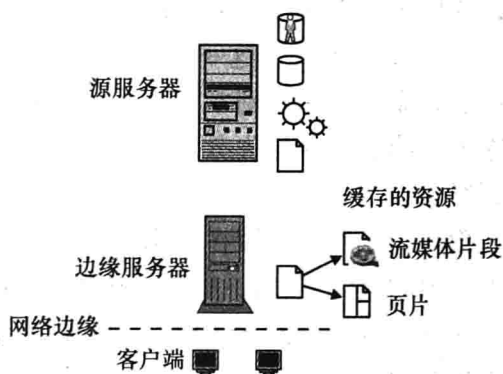 源服务器
缓存的资源
流媒体片段
边缘服务器
页片
网络边缘
客户端